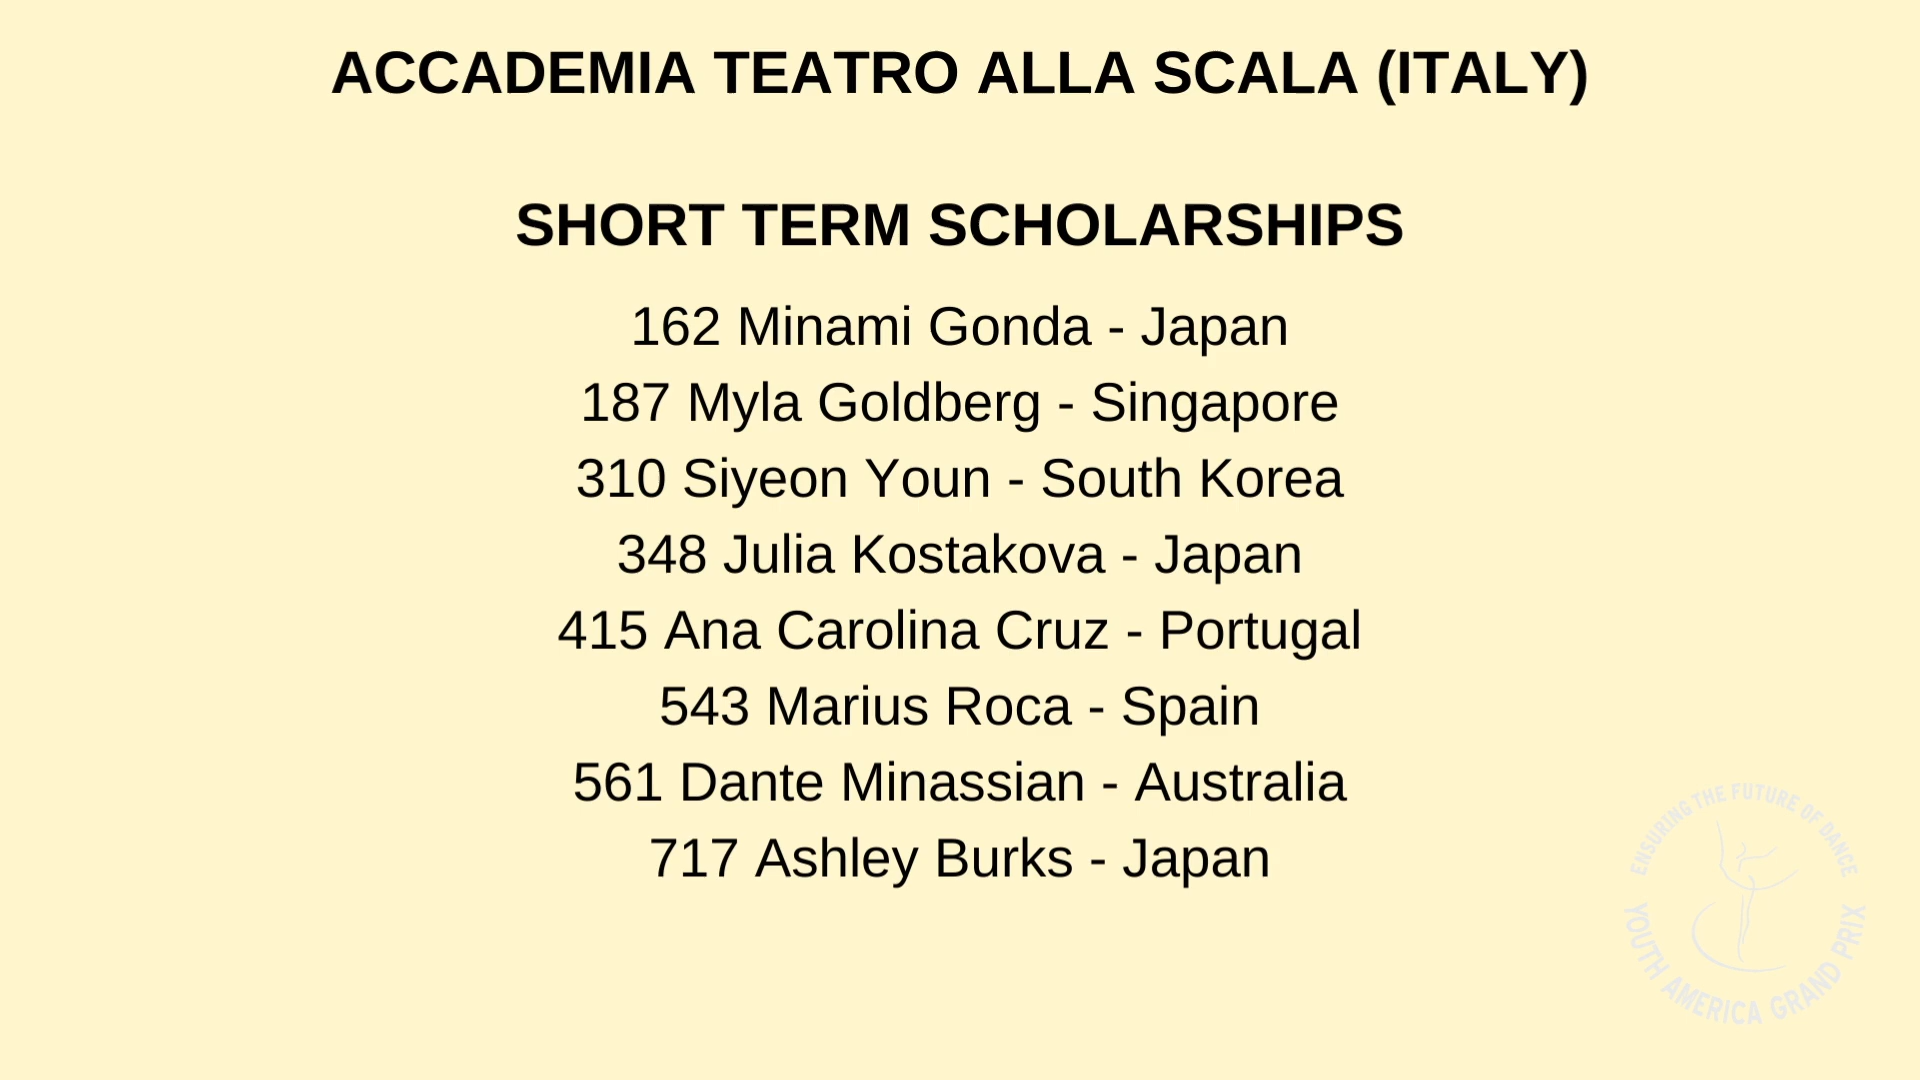 ACCADEMIA TEATRO ALLA SCALA (ITALY)
SHORT TERM SCHOLARSHIPS
162 Minami Gonda - Japan
187 Myla Goldberg - Singapore
310 Siyeon Youn - South Korea
348 Julia Kostakova - Japan
415 Ana Carolina Cruz - Portugal
543 Marius Roca - Spain
561 Dante Minassian - Australia
717 Ashley Burks - Japan
ENSURING THE FUTURE OF DANCE
YOUTH AMERICA GRAND PRIX